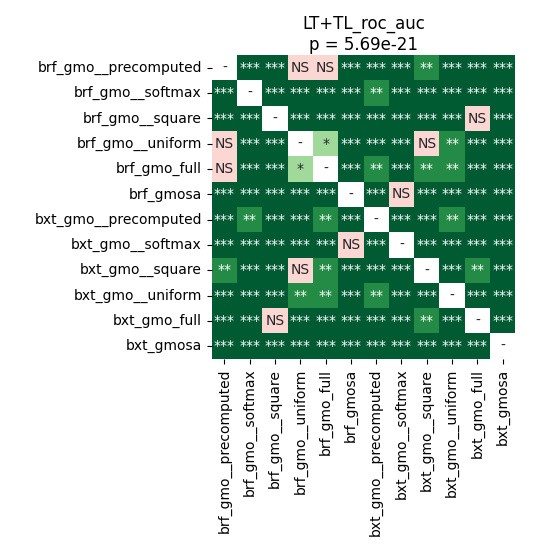 LT+TL_roc_auc
p = 5.69e-21
brf_gmo__precomputed - *** *** NS NS *** *** *** ** *** *** ***
brf_gmo__softmax *** - *** *** *** *** ** *** *** *** *** ***
brf_gmo__square *** *** - *** *** *** *** *** *** *** NS ***
brf_gmo__uniform NS *** *** - * *** *** *** NS ** *** ***
brf_gmo_full NS *** *** * - *** ** *** ** ** *** ***
brf_gmosa *** *** *** *** *** - *** NS *** *** *** ***
bxt_gmo__precomputed *** ** *** *** ** *** - *** *** ** *** ***
bxt_gmo__softmax *** *** *** *** *** NS *** - *** *** *** ***
bxt_gmo__square ** *** *** NS ** *** *** *** - *** ** ***
bxt_gmo__uniform *** *** *** ** ** *** ** *** *** - *** ***
bxt_gmo_full *** *** NS *** *** *** *** *** ** *** - ***
bxt_gmosa *** *** *** *** *** *** *** *** *** *** *** -
brf_gmo__precomputed
brf_gmo__softmax
brf_gmo__square
brf_gmo__uniform
brf_gmo_full
brf_gmosa
bxt_gmo__precomputed
bxt_gmo__softmax
bxt_gmo__square
bxt_gmo__uniform
bxt_gmo_full
bxt_gmosa